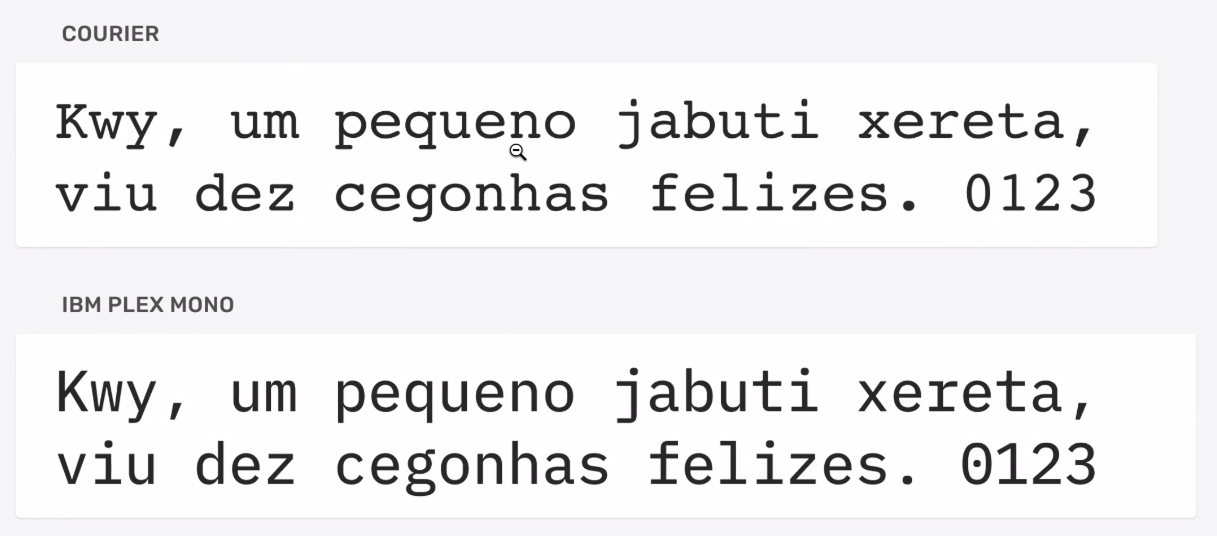 COURIER
Kwy, um pequeno jabuti xereta,
viu dez cegonhas felizes. 0123
IBM PLEX MONO
Kwy, um pequeno jabuti xereta,
viu dez cegonhas felizes. 0123